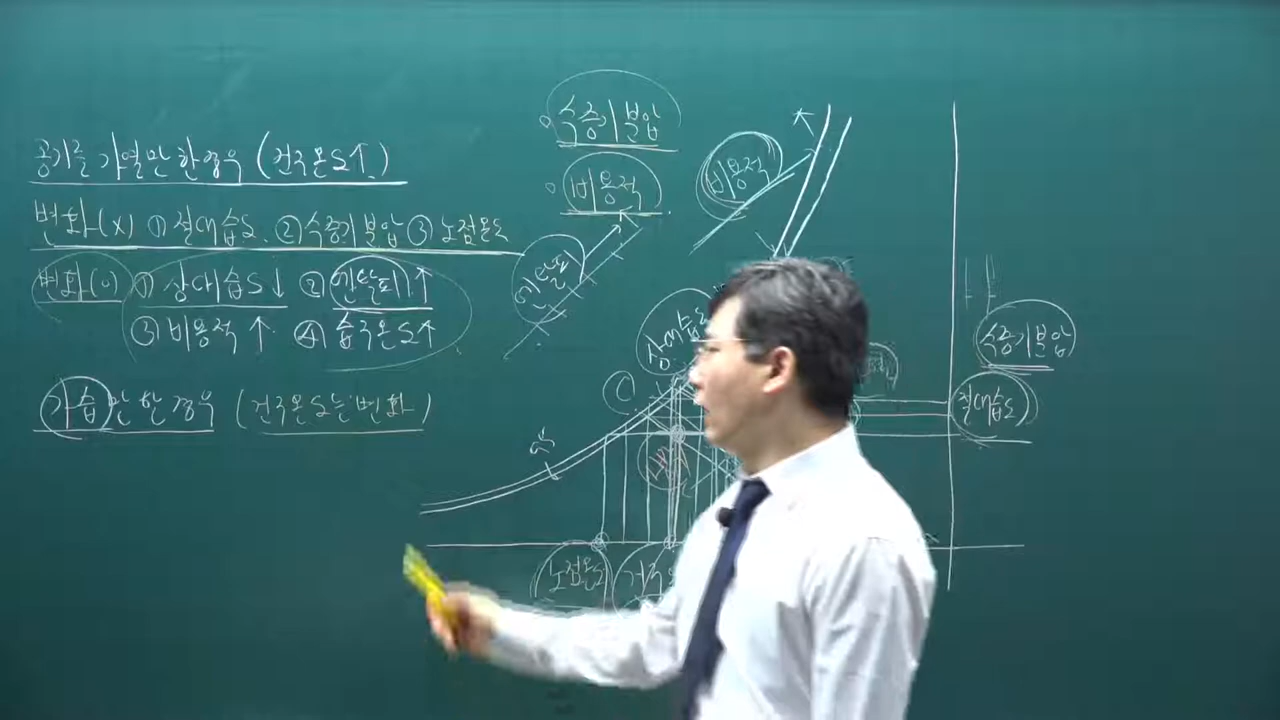 공기를 가열만 한 경우 (건구온도↑)
변화(x) ① 절대습도 ② 수증기분압 ③ 노점온도
변화(o) ① 상대습도↓ ② 엔탈피↑
③ 비용적↑ ④ 습구온도↑
가습만 한 경우 (건구온도는 변화)
수증기분압
비용적
비용적
엔탈피
상대습도
수증기분압
절대습도
노점온도